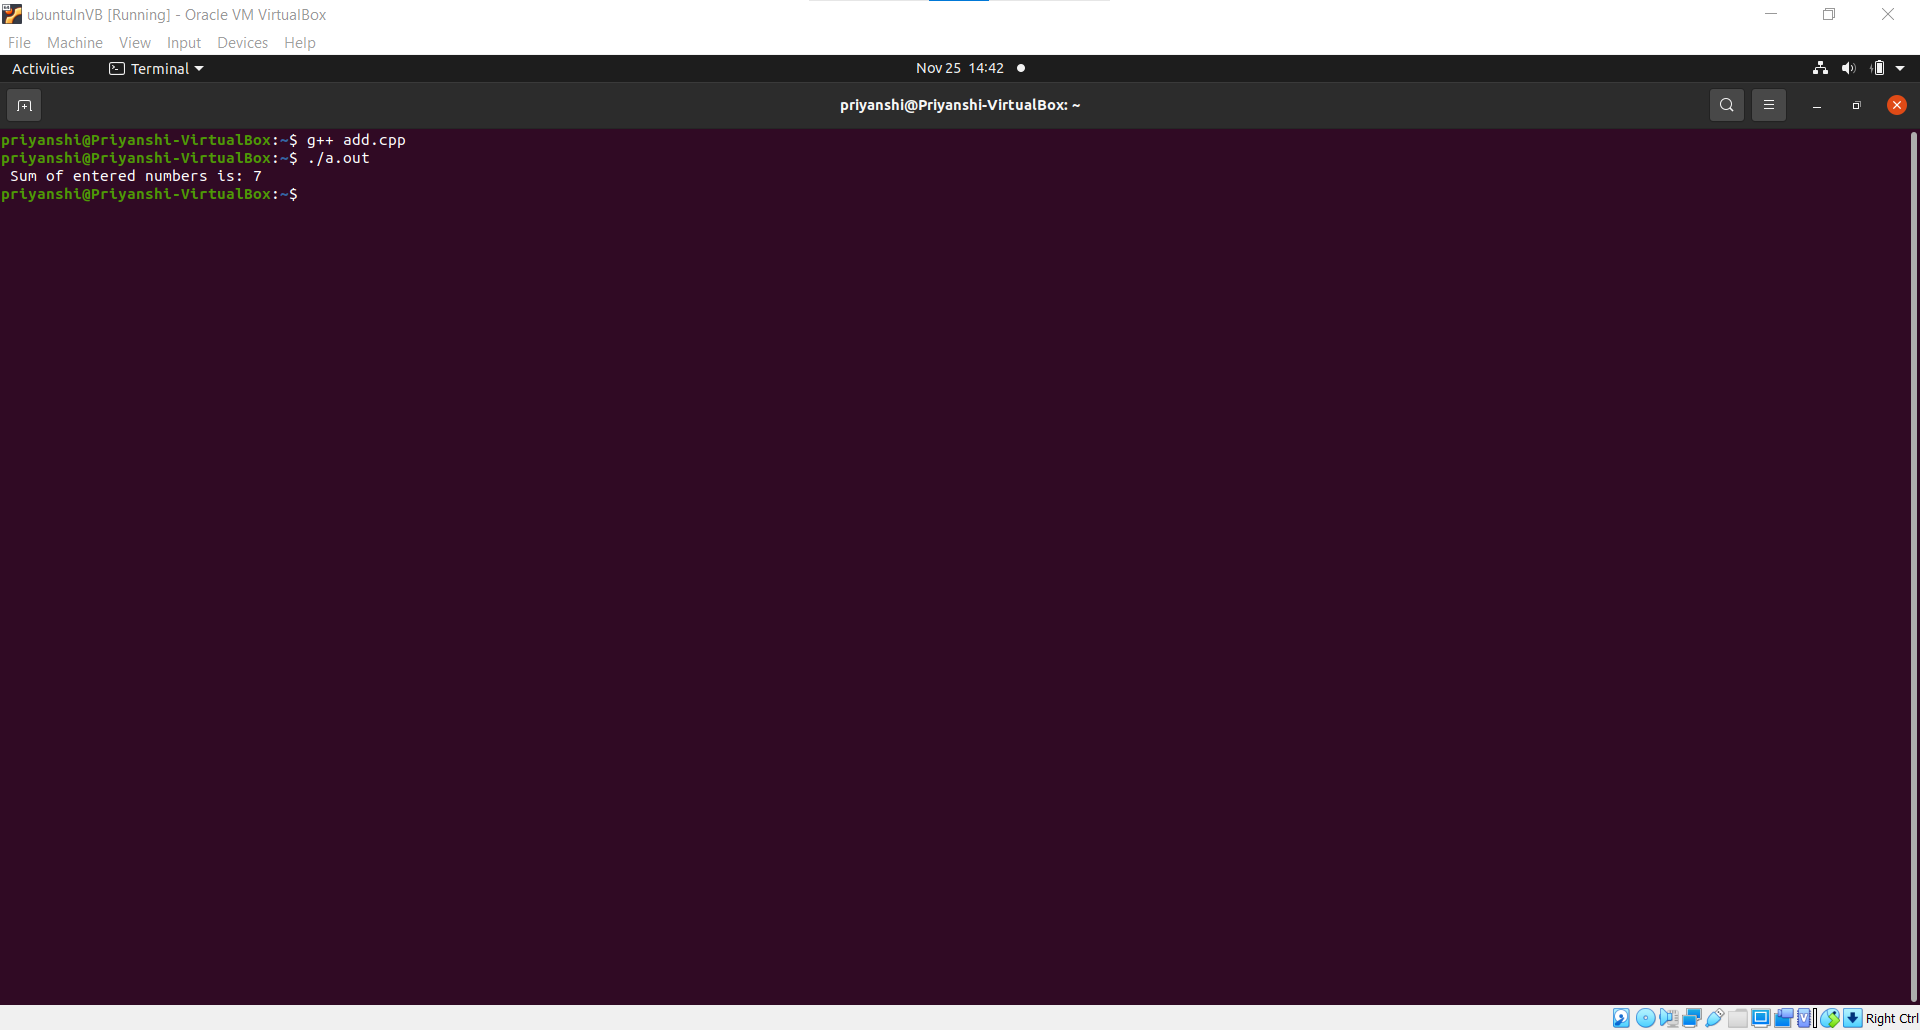 ubuntuInVB [Running] - Oracle VM VirtualBox
File Machine View Input Devices Help
Activities Terminal Nov 25 14:42
priyanshi@Priyanshi-VirtualBox: ~
priyanshi@Priyanshi-VirtualBox:~$ g++ add.cpp
priyanshi@Priyanshi-VirtualBox:~$ ./a.out
Sum of entered numbers is: 7
priyanshi@Priyanshi-VirtualBox:~$
Right Ctrl